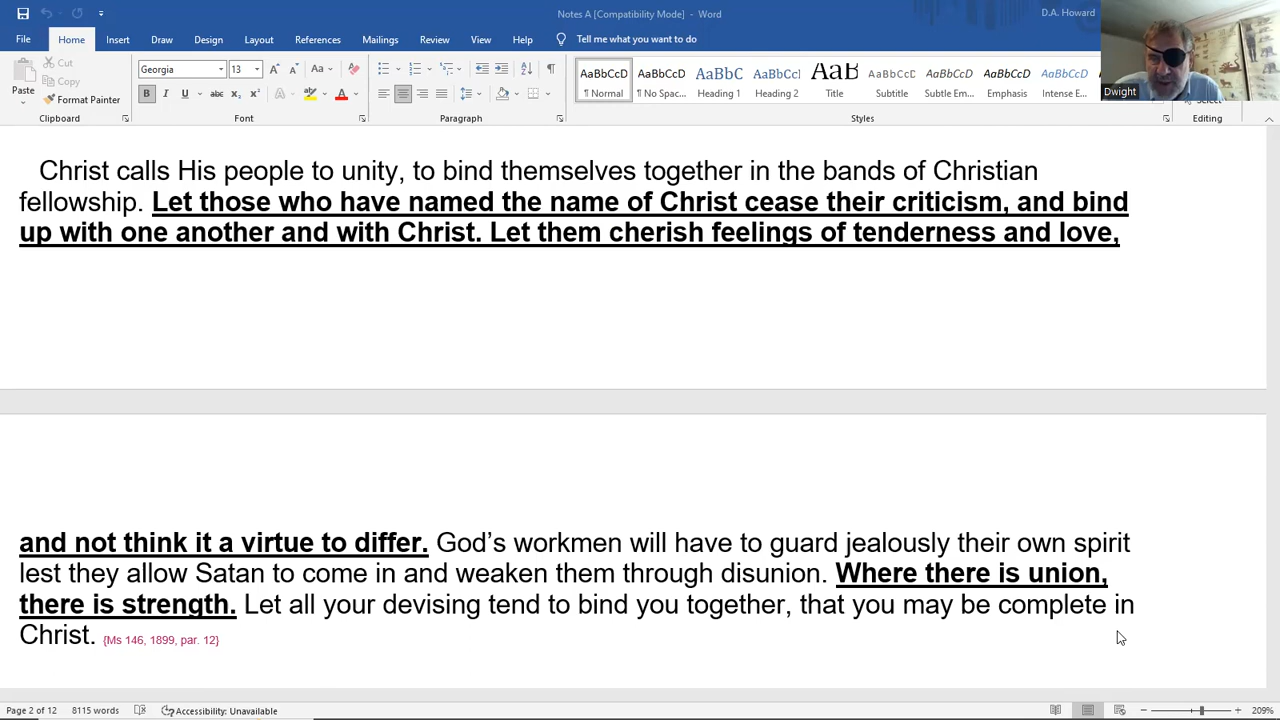 Notes A [Compatibility Mode] - Word
D.A. Howard
File Home Insert Draw Design Layout References Mailings Review View Help Tell me what you want to do
Paste
Cut
Copy
Format Painter
Clipboard
Georgia 13
Aa
B I U abc x₂ x² A A
Font
Paragraph
AaBbCcD AaBbCcD AaBbC AaBbCc AaB AaBbCcD AaBbCcD AaBbCcD AaBbCcD
¶ Normal ¶ No Spac... Heading 1 Heading 2 Title Subtitle Subtle Em... Emphasis Intense E...
Styles
Editing
Dwight
Christ calls His people to unity, to bind themselves together in the bands of Christian
fellowship. Let those who have named the name of Christ cease their criticism, and bind
up with one another and with Christ. Let them cherish feelings of tenderness and love,
and not think it a virtue to differ. God’s workmen will have to guard jealously their own spirit
lest they allow Satan to come in and weaken them through disunion. Where there is union,
there is strength. Let all your devising tend to bind you together, that you may be complete in
Christ. {Ms 146, 1899, par. 12}
Page 2 of 12 8115 words Accessibility: Unavailable 209%